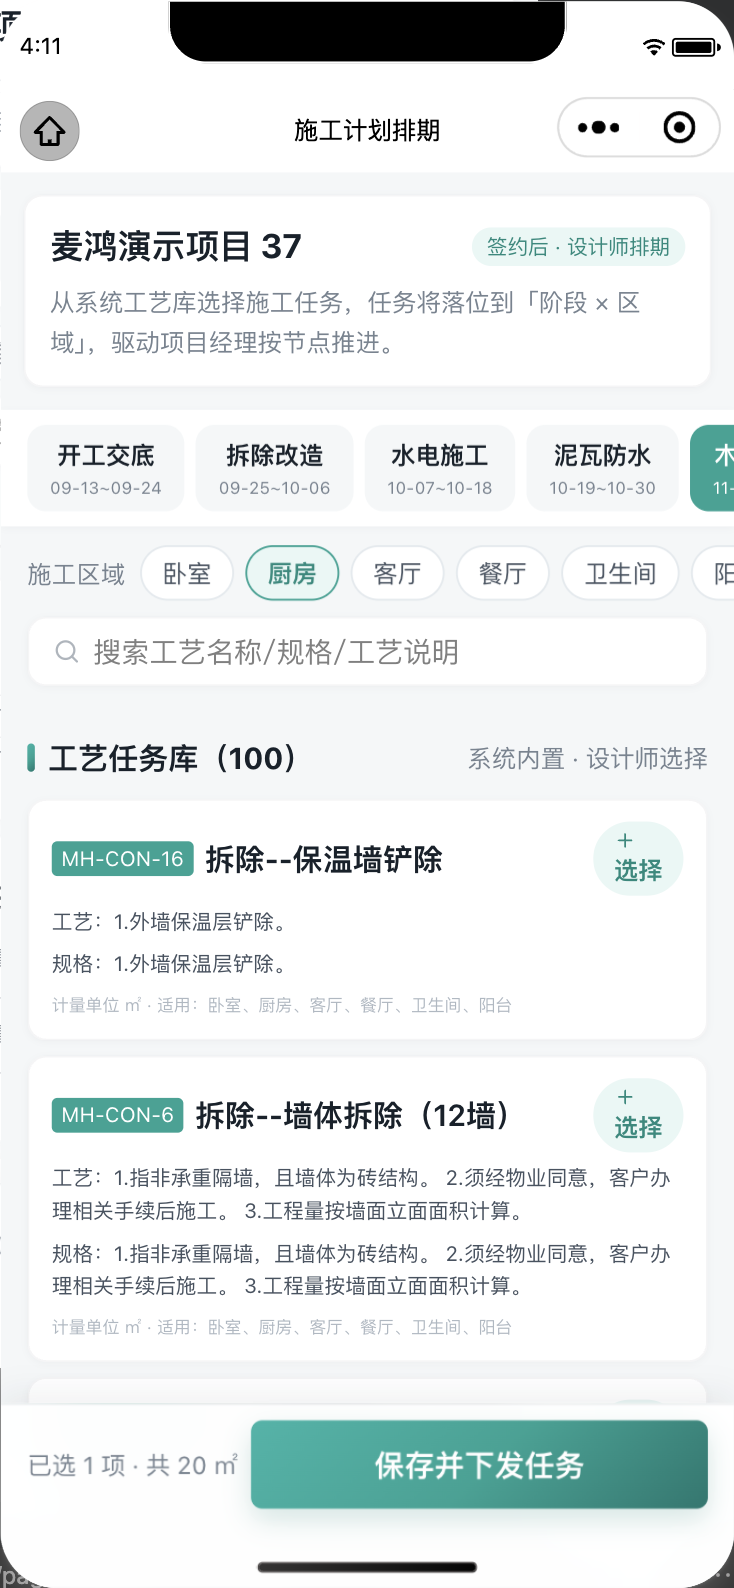 4:11
施工计划排期
麦鸿演示项目 37
签约后 · 设计师排期
从系统工艺库选择施工任务，任务将落位到「阶段 × 区
域」，驱动项目经理按节点推进。
开工交底
09-13~09-24
拆除改造
09-25~10-06
水电施工
10-07~10-18
泥瓦防水
10-19~10-30
木
11-
施工区域
卧室
厨房
客厅
餐厅
卫生间
阳
搜索工艺名称/规格/工艺说明
工艺任务库（100）
系统内置 · 设计师选择
MH-CON-16
拆除--保温墙铲除
+
选择
工艺：1.外墙保温层铲除。
规格：1.外墙保温层铲除。
计量单位 ㎡ · 适用：卧室、厨房、客厅、餐厅、卫生间、阳台
MH-CON-6
拆除--墙体拆除（12墙）
+
选择
工艺：1.指非承重隔墙，且墙体为砖结构。 2.须经物业同意，客户办
理相关手续后施工。 3.工程量按墙面立面面积计算。
规格：1.指非承重隔墙，且墙体为砖结构。 2.须经物业同意，客户办
理相关手续后施工。 3.工程量按墙面立面面积计算。
计量单位 ㎡ · 适用：卧室、厨房、客厅、餐厅、卫生间、阳台
已选 1 项 · 共 20 ㎡
保存并下发任务